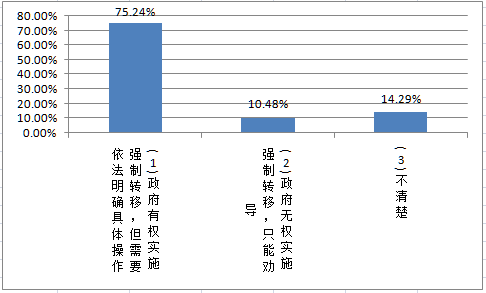 75.24%
80.00%
70.00%
60.00%
50.00%
40.00%
30.00%
20.00%
10.00%
0.00%
10.48%
14.29%
(1)政府有权实施
强制转移,但需要
依法明确具体操作
(2)政府无权实施
强制转移,只能劝
导
(3)不清楚